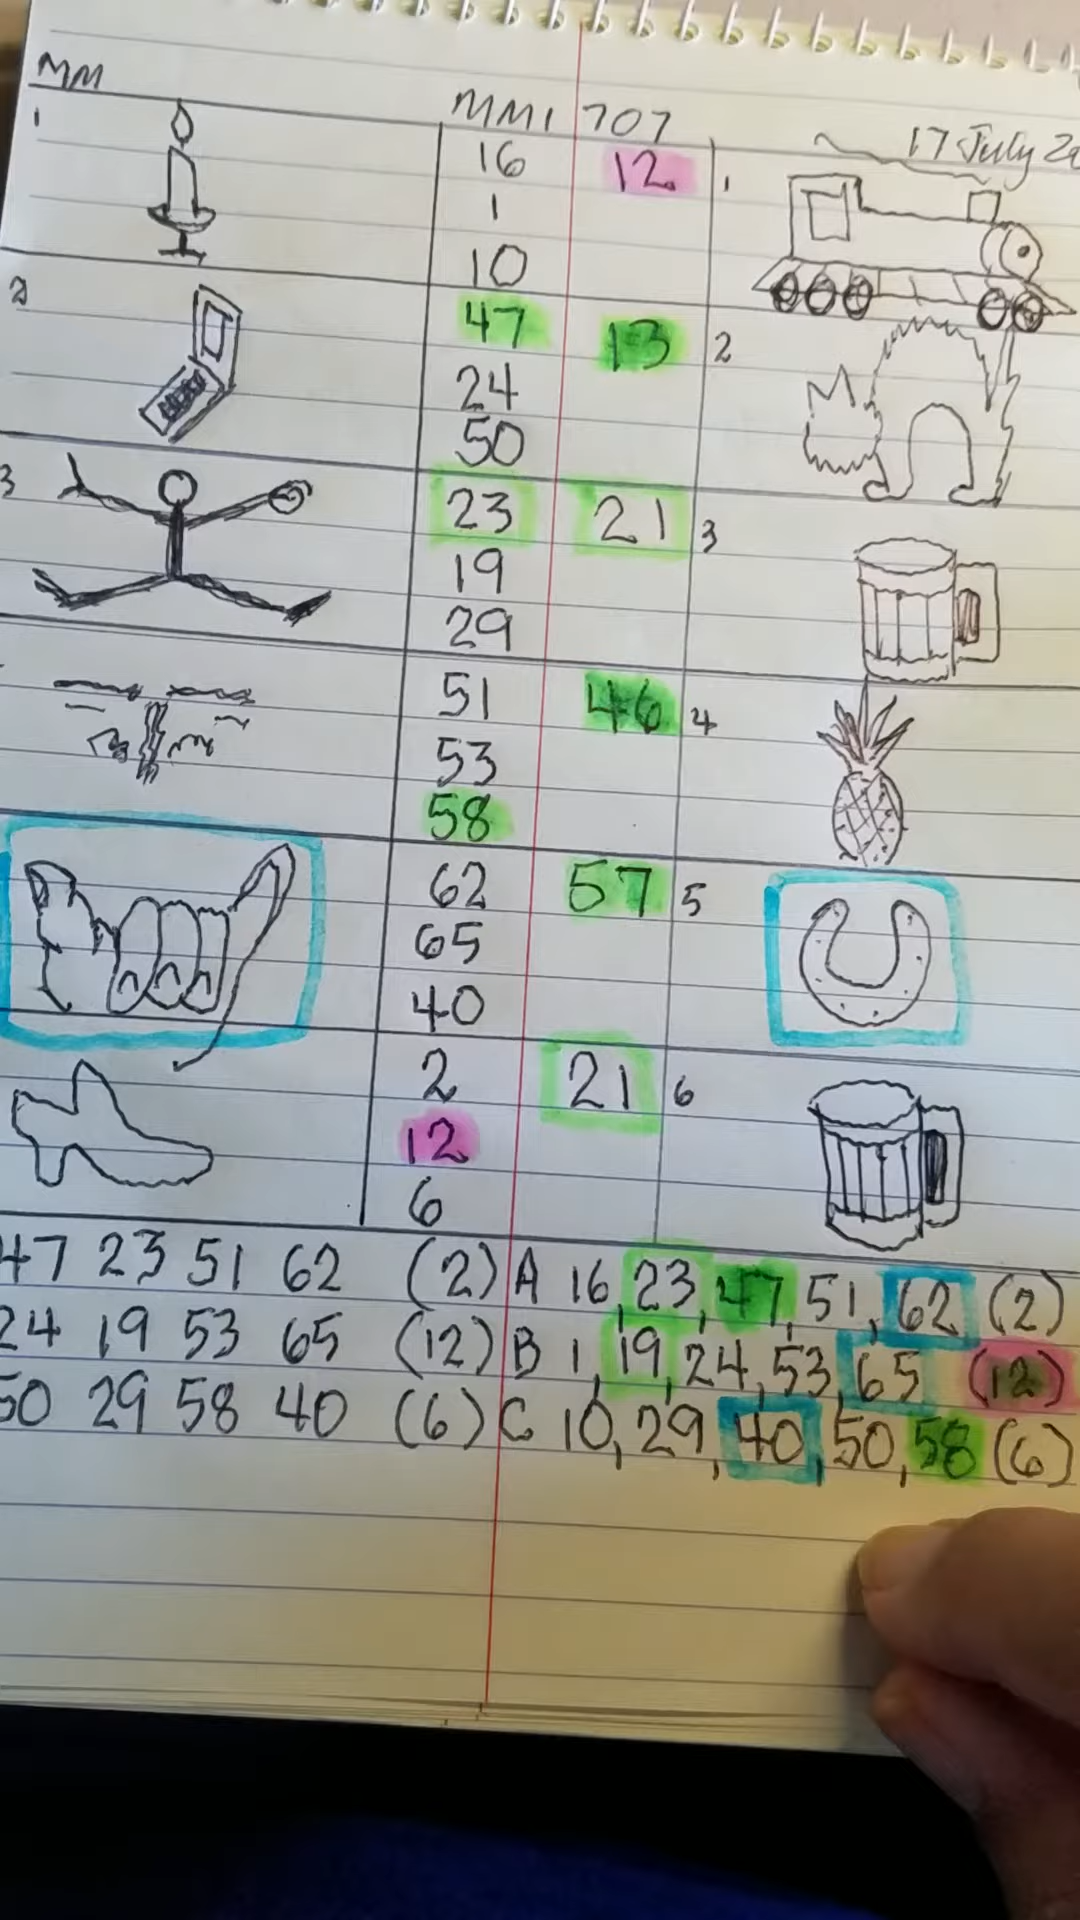 MM
MM1 707
17 July 20
1 16 12 1
1
10
2 47 13 2
24
50
3 23 21 3
19
29
51 46 4
53
58
62 57 5
65
40
2 21 6
12
6
47 23 51 62 (2) A 16, 23, 47, 51, 62 (2)
24 19 53 65 (12) B 1, 19, 24, 53, 65 (12)
50 29 58 40 (6) C 10, 29, 40, 50, 58 (6)